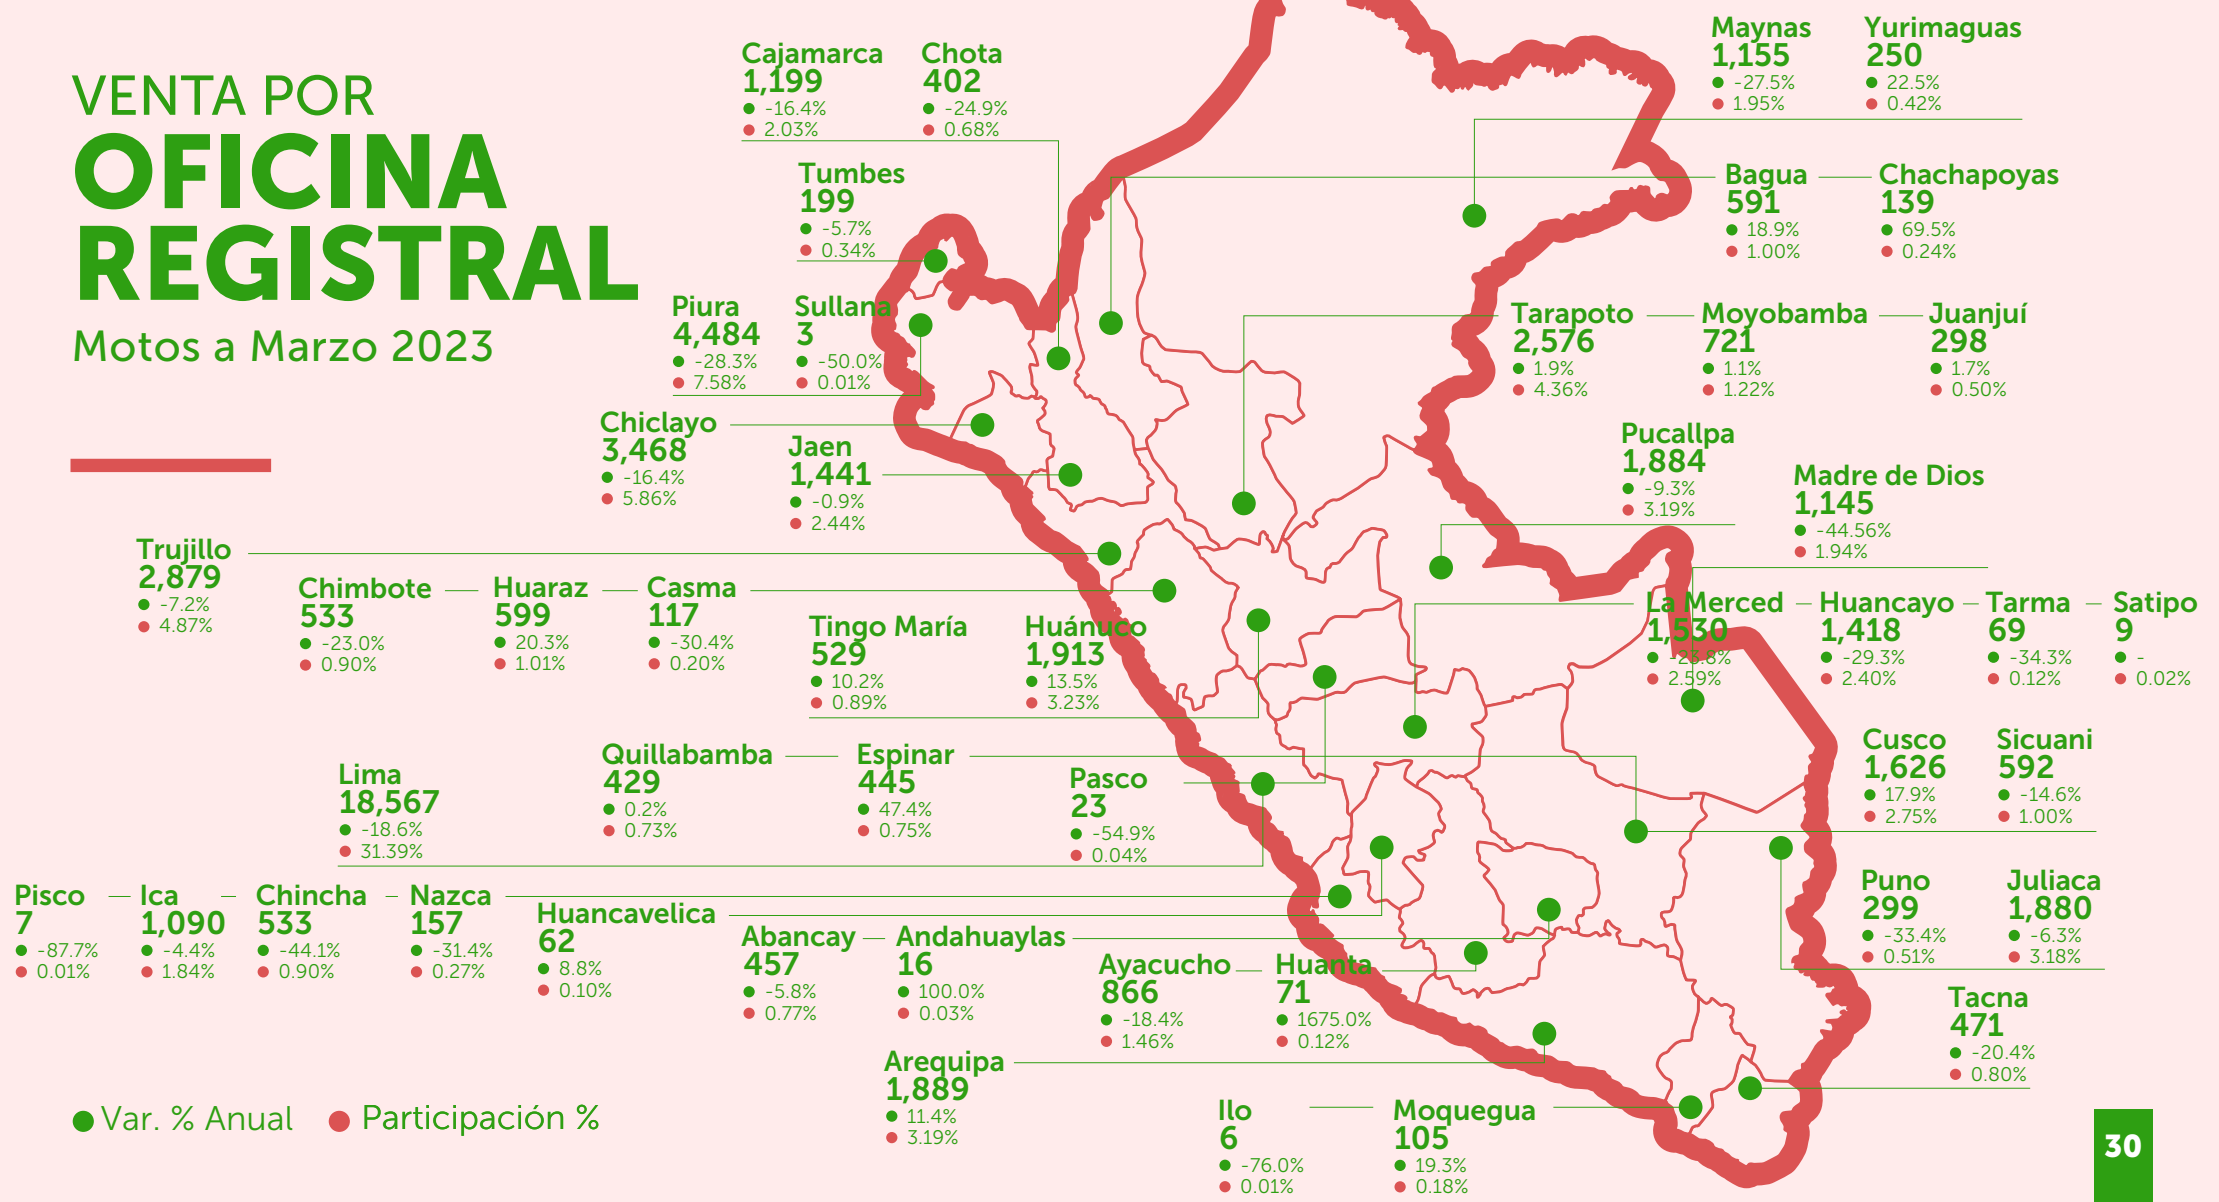 VENTA POR
OFICINA
REGISTRAL
Motos a Marzo 2023
Cajamarca
1,199
-16.4%
2.03%
Chota
402
-24.9%
0.68%
Maynas
1,155
-27.5%
1.95%
Yurimaguas
250
22.5%
0.42%
Tumbes
199
-5.7%
0.34%
Bagua
591
18.9%
1.00%
Chachapoyas
139
69.5%
0.24%
Piura
4,484
-28.3%
7.58%
Sullana
3
-50.0%
0.01%
Tarapoto
2,576
1.9%
4.36%
Moyobamba
721
1.1%
1.22%
Juanjuí
298
1.7%
0.50%
Chiclayo
3,468
-16.4%
5.86%
Jaen
1,441
-0.9%
2.44%
Pucallpa
1,884
-9.3%
3.19%
Madre de Dios
1,145
-44.56%
1.94%
Trujillo
2,879
-7.2%
4.87%
Chimbote
533
-23.0%
0.90%
Huaraz
599
20.3%
1.01%
Casma
117
-30.4%
0.20%
Tingo María
529
10.2%
0.89%
Huánuco
1,913
13.5%
3.23%
La Merced
1,530
-23.8%
2.59%
Huancayo
1,418
-29.3%
2.40%
Tarma
69
-34.3%
0.12%
Satipo
9
-
0.02%
Lima
18,567
-18.6%
31.39%
Quillabamba
429
0.2%
0.73%
Espinar
445
47.4%
0.75%
Pasco
23
-54.9%
0.04%
Cusco
1,626
17.9%
2.75%
Sicuani
592
-14.6%
1.00%
Pisco
7
-87.7%
0.01%
Ica
1,090
-4.4%
1.84%
Chincha
533
-44.1%
0.90%
Nazca
157
-31.4%
0.27%
Huancavelica
62
8.8%
0.10%
Abancay
457
-5.8%
0.77%
Andahuaylas
16
100.0%
0.03%
Ayacucho
866
-18.4%
1.46%
Huanta
71
1675.0%
0.12%
Puno
299
-33.4%
0.51%
Juliaca
1,880
-6.3%
3.18%
Tacna
471
-20.4%
0.80%
Arequipa
1,889
11.4%
3.19%
Ilo
6
-76.0%
0.01%
Moquegua
105
19.3%
0.18%
Var. % Anual
Participación %
30